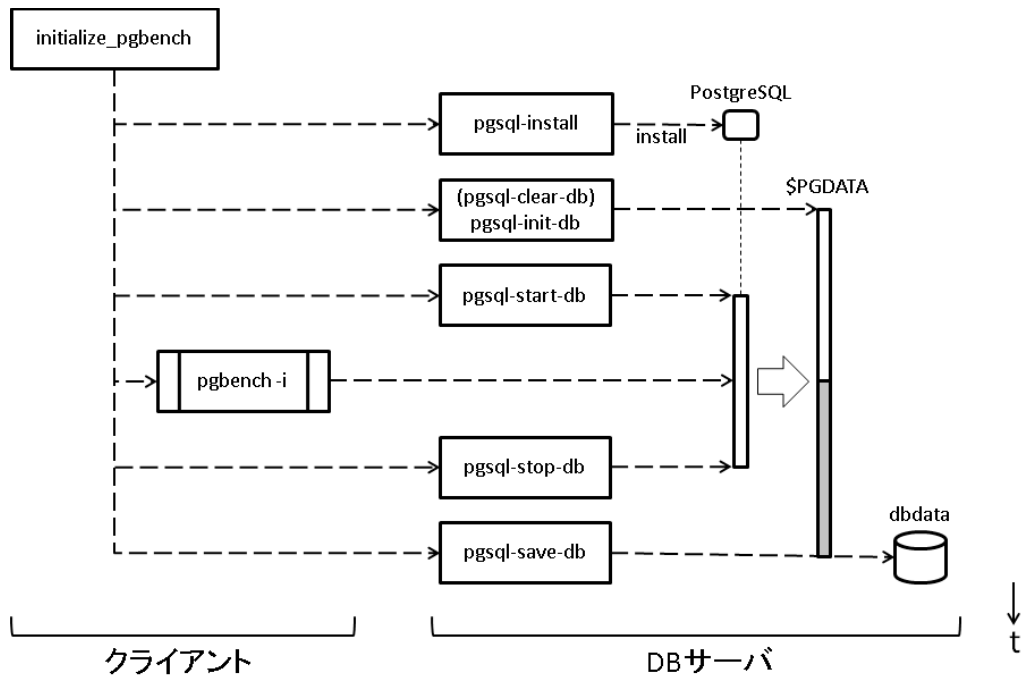 initialize_pgbench
PostgreSQL
pgsql-install
install
$PGDATA
(pgsql-clear-db)
pgsql-init-db
pgsql-start-db
pgbench -i
pgsql-stop-db
dbdata
pgsql-save-db
t
クライアント
DBサーバ